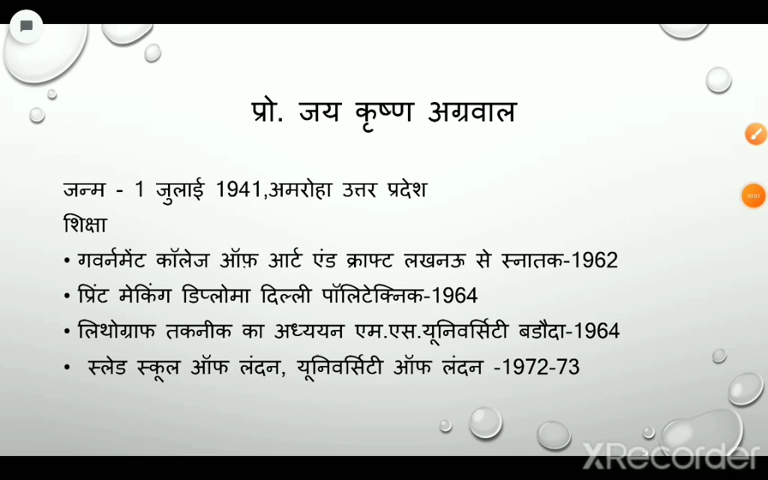 प्रो. जय कृष्ण अग्रवाल
जन्म - 1 जुलाई 1941,अमरोहा उत्तर प्रदेश
शिक्षा
• गवर्नमेंट कॉलेज ऑफ़ आर्ट एंड क्राफ्ट लखनऊ से स्नातक-1962
• प्रिंट मेकिंग डिप्लोमा दिल्ली पॉलिटेक्निक-1964
• लिथोग्राफ तकनीक का अध्ययन एम.एस.यूनिवर्सिटी बडौदा-1964
• स्लेड स्कूल ऑफ लंदन, यूनिवर्सिटी ऑफ लंदन -1972-73
XRecorder